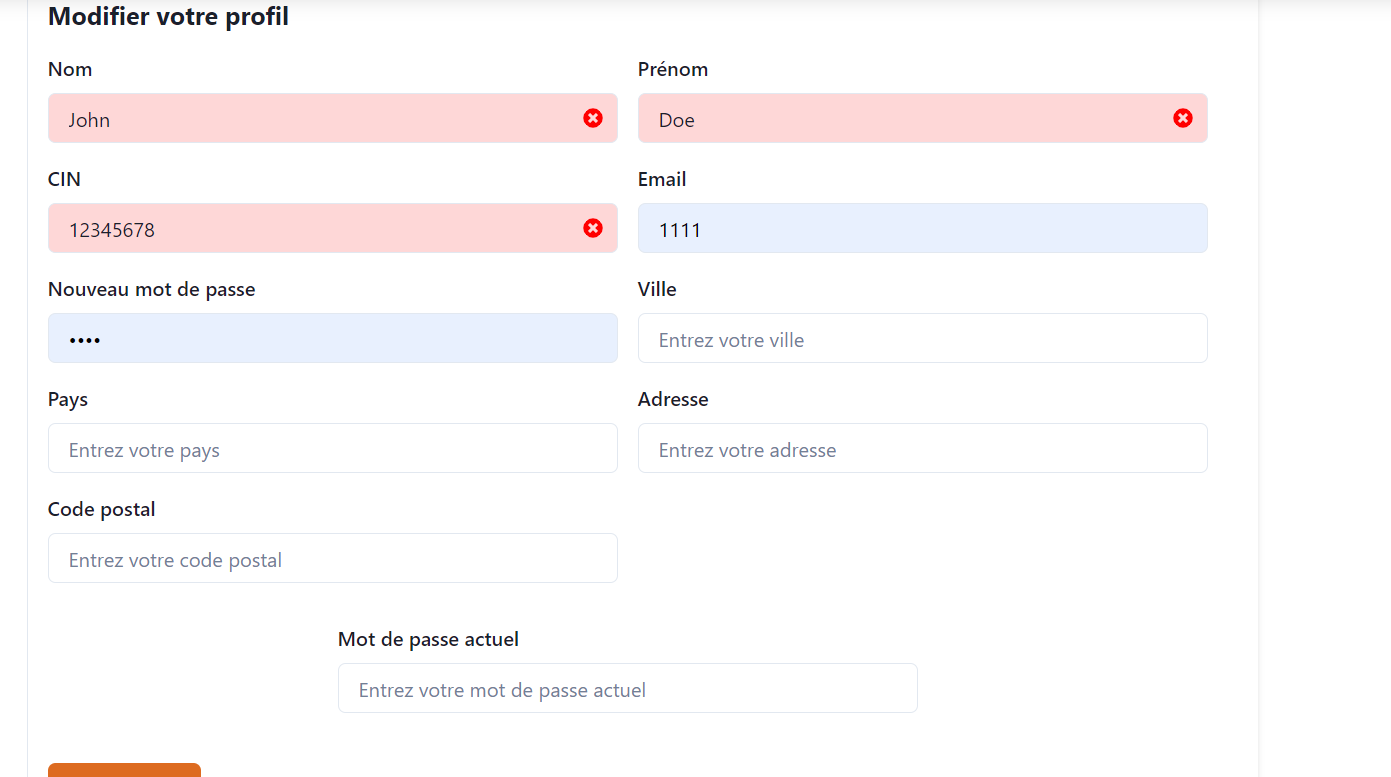 Modifier votre profil
Nom
Prénom
John
Doe
CIN
Email
12345678
1111
Nouveau mot de passe
Ville
••••
Entrez votre ville
Pays
Adresse
Entrez votre pays
Entrez votre adresse
Code postal
Entrez votre code postal
Mot de passe actuel
Entrez votre mot de passe actuel